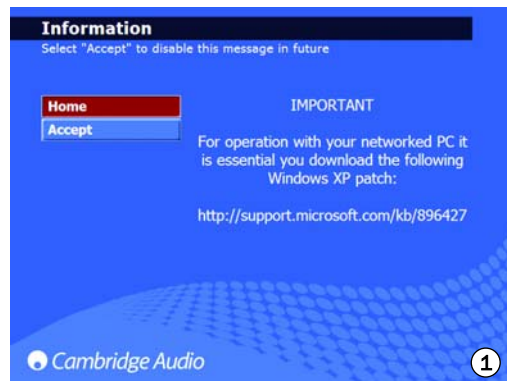 Information
Select "Accept" to disable this message in future
Home
Accept
IMPORTANT
For operation with your networked PC it
is essential you download the following
Windows XP patch:
http://support.microsoft.com/kb/896427
Cambridge Audio
1